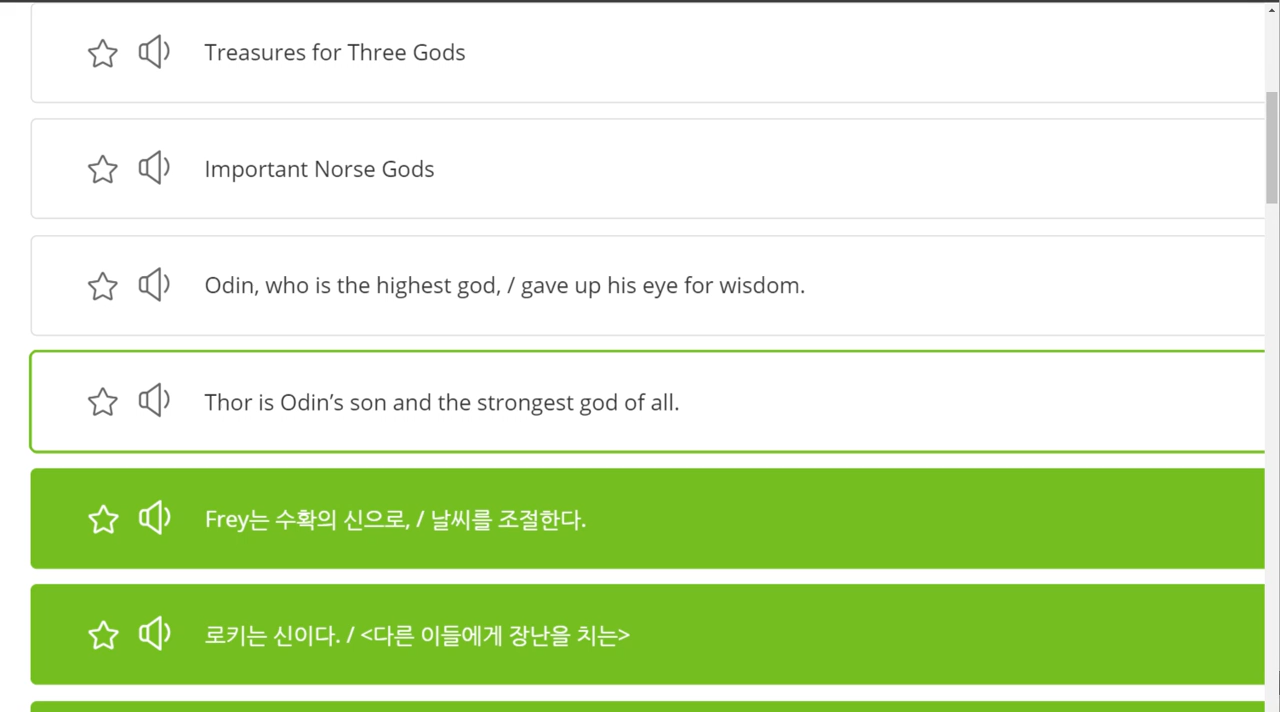 Treasures for Three Gods
Important Norse Gods
Odin, who is the highest god, / gave up his eye for wisdom.
Thor is Odin’s son and the strongest god of all.
Frey는 수확의 신으로, / 날씨를 조절한다.
로키는 신이다. / <다른 이들에게 장난을 치는>